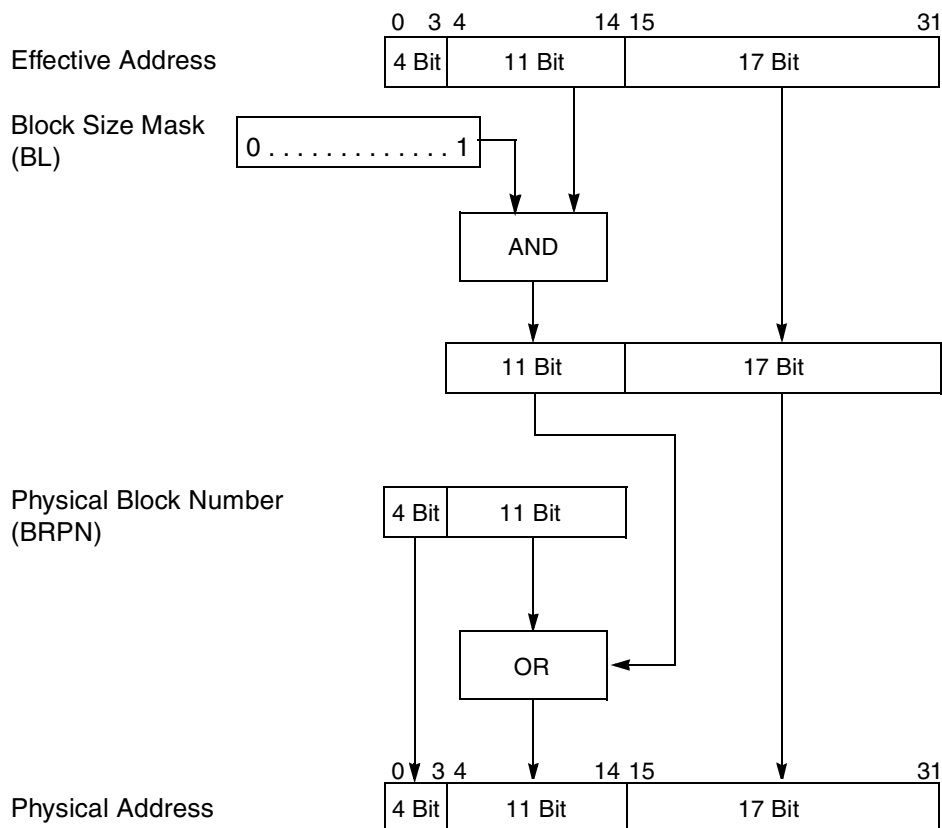 0 3 4 14 15 31
Effective Address
4 Bit 11 Bit 17 Bit
Block Size Mask
(BL)
0 . . . . . . . . . . . . . 1
AND
11 Bit 17 Bit
Physical Block Number
(BRPN)
4 Bit 11 Bit
OR
0 3 4 14 15 31
Physical Address
4 Bit 11 Bit 17 Bit